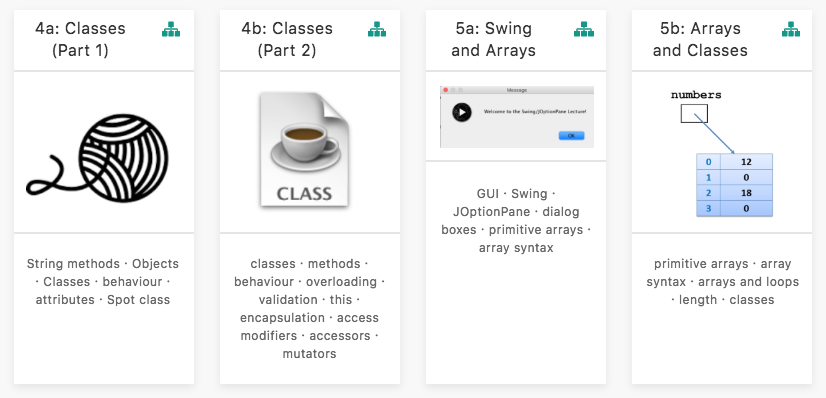 4a: Classes
(Part 1)
String methods · Objects
· Classes · behaviour ·
attributes · Spot class
4b: Classes
(Part 2)
CLASS
classes · methods ·
behaviour · overloading ·
validation · this ·
encapsulation · access
modifiers · accessors ·
mutators
5a: Swing
and Arrays
Message
Welcome to the Swing/JOptionPane Lecture!
OK
GUI · Swing ·
JOptionPane · dialog
boxes · primitive arrays ·
array syntax
5b: Arrays
and Classes
numbers
0 12
1 0
2 18
3 0
primitive arrays · array
syntax · arrays and loops
· length · classes